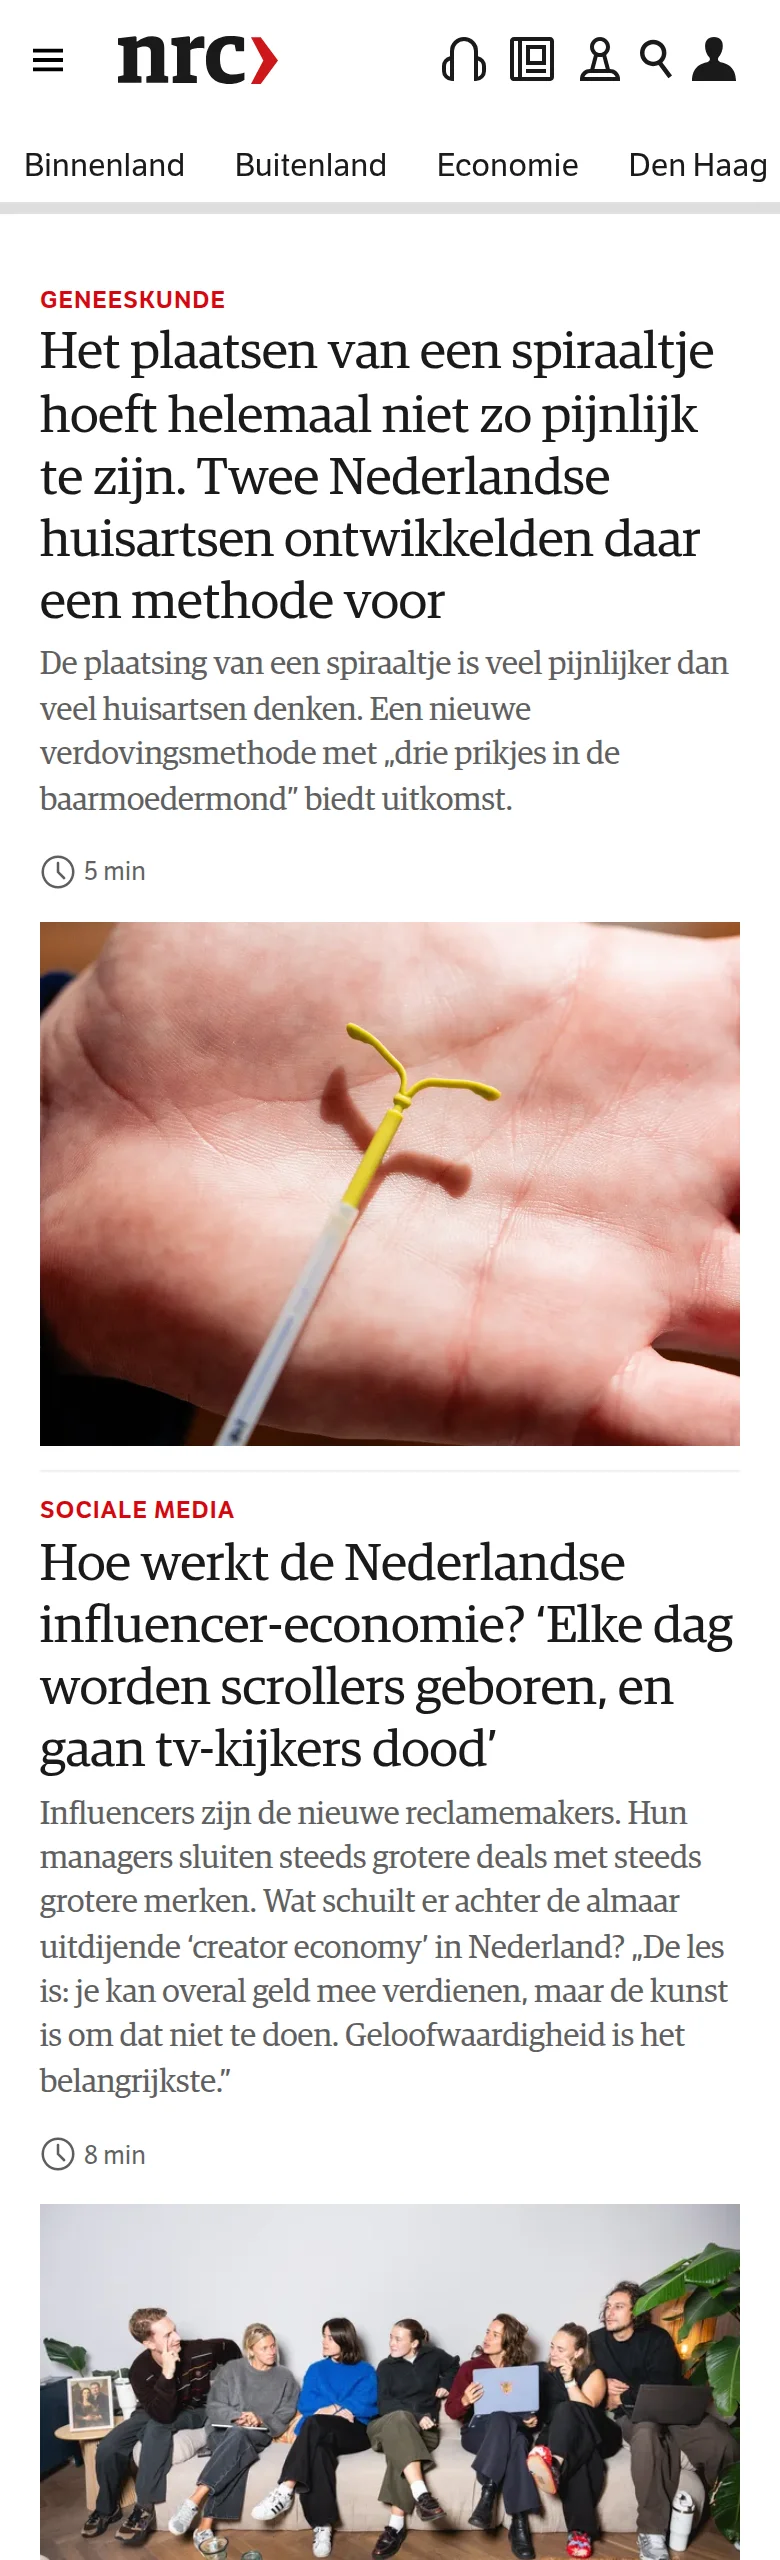 nrc
Binnenland Buitenland Economie Den Haag
GENEESKUNDE
Het plaatsen van een spiraaltje
hoeft helemaal niet zo pijnlijk
te zijn. Twee Nederlandse
huisartsen ontwikkelden daar
een methode voor
De plaatsing van een spiraaltje is veel pijnlijker dan
veel huisartsen denken. Een nieuwe
verdovingsmethode met „drie prikjes in de
baarmoedermond” biedt uitkomst.
5 min
SOCIALE MEDIA
Hoe werkt de Nederlandse
influencer-economie? ‘Elke dag
worden scrollers geboren, en
gaan tv-kijkers dood’
Influencers zijn de nieuwe reclamemakers. Hun
managers sluiten steeds grotere deals met steeds
grotere merken. Wat schuilt er achter de almaar
uitdijende ‘creator economy’ in Nederland? „De les
is: je kan overal geld mee verdienen, maar de kunst
is om dat niet te doen. Geloofwaardigheid is het
belangrijkste.”
8 min